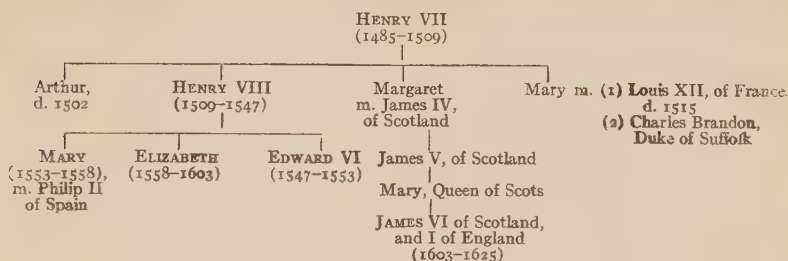 HENRY VII
(1485–1509)
Arthur,
d. 1502
HENRY VIII
(1509–1547)
Margaret
m. James IV,
of Scotland
Mary m. (1) Louis XII, of France.
d. 1515
(2) Charles Brandon,
Duke of Suffolk
MARY
(1553–1558),
m. Philip II
of Spain
ELIZABETH
(1558–1603)
EDWARD VI
(1547–1553)
James V, of Scotland
Mary, Queen of Scots
JAMES VI of Scotland,
and I of England
(1603–1625)